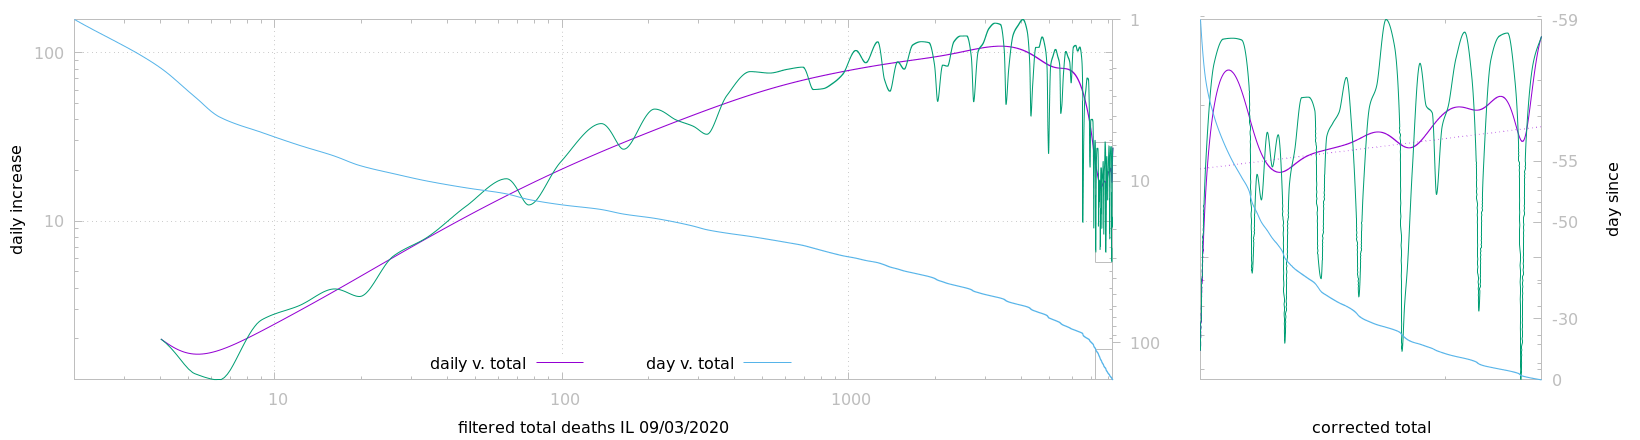 1
-59
100
daily increase
10
-55
10
day since
-50
-30
daily v. total
day v. total
100
0
10
100
1000
filtered total deaths IL 09/03/2020
corrected total